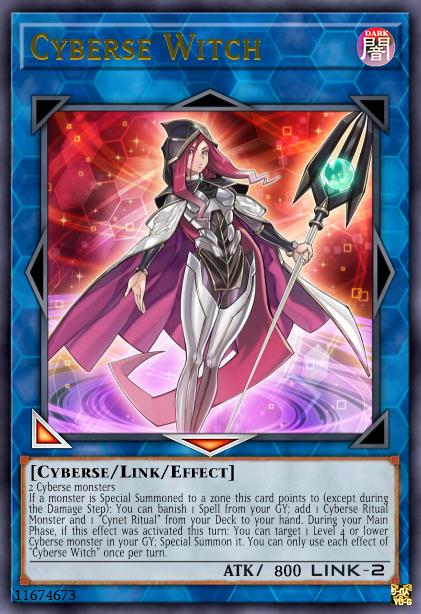 Cyberse Witch
DARK
闇
[Cyberse/Link/Effect]
2 Cyberse monsters
If a monster is Special Summoned to a zone this card points to (except during
the Damage Step): You can banish 1 Spell from your GY; add 1 Cyberse Ritual
Monster and 1 "Cynet Ritual" from your Deck to your hand. During your Main
Phase, if this effect was activated this turn: You can target 1 Level 4 or lower
Cyberse monster in your GY; Special Summon it. You can only use each effect of
"Cyberse Witch" once per turn.
ATK/ 800 LINK-2
11674673